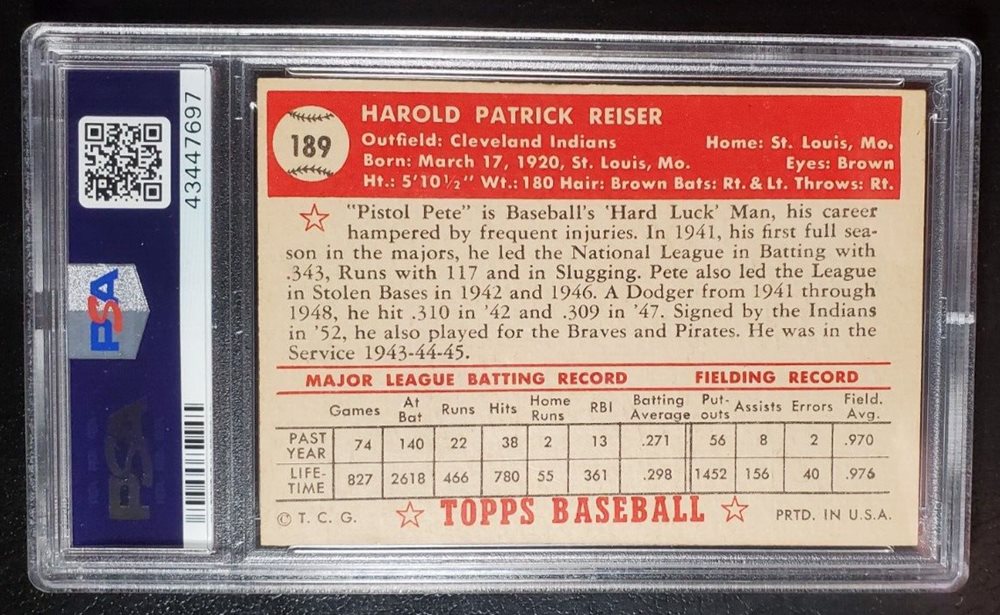 43447697
PSA
PSA
189
HAROLD PATRICK REISER
Outfield: Cleveland Indians Home: St. Louis, Mo.
Born: March 17, 1920, St. Louis, Mo. Eyes: Brown
Ht.: 5'10½" Wt.: 180 Hair: Brown Bats: Rt. & Lt. Throws: Rt.
"Pistol Pete" is Baseball's 'Hard Luck' Man, his career
hampered by frequent injuries. In 1941, his first full sea-
son in the majors, he led the National League in Batting with
.343, Runs with 117 and in Slugging. Pete also led the League
in Stolen Bases in 1942 and 1946. A Dodger from 1941 through
1948, he hit .310 in '42 and .309 in '47. Signed by the Indians
in '52, he also played for the Braves and Pirates. He was in the
Service 1943-44-45.
MAJOR LEAGUE BATTING RECORD FIELDING RECORD
Games At Bat Runs Hits Home Runs RBI Batting Average Put-outs Assists Errors Field. Avg.
PAST YEAR 74 140 22 38 2 13 .271 56 8 2 .970
LIFE-TIME 827 2618 466 780 55 361 .298 1452 156 40 .976
© T. C. G. TOPPS BASEBALL PRTD. IN U.S.A.